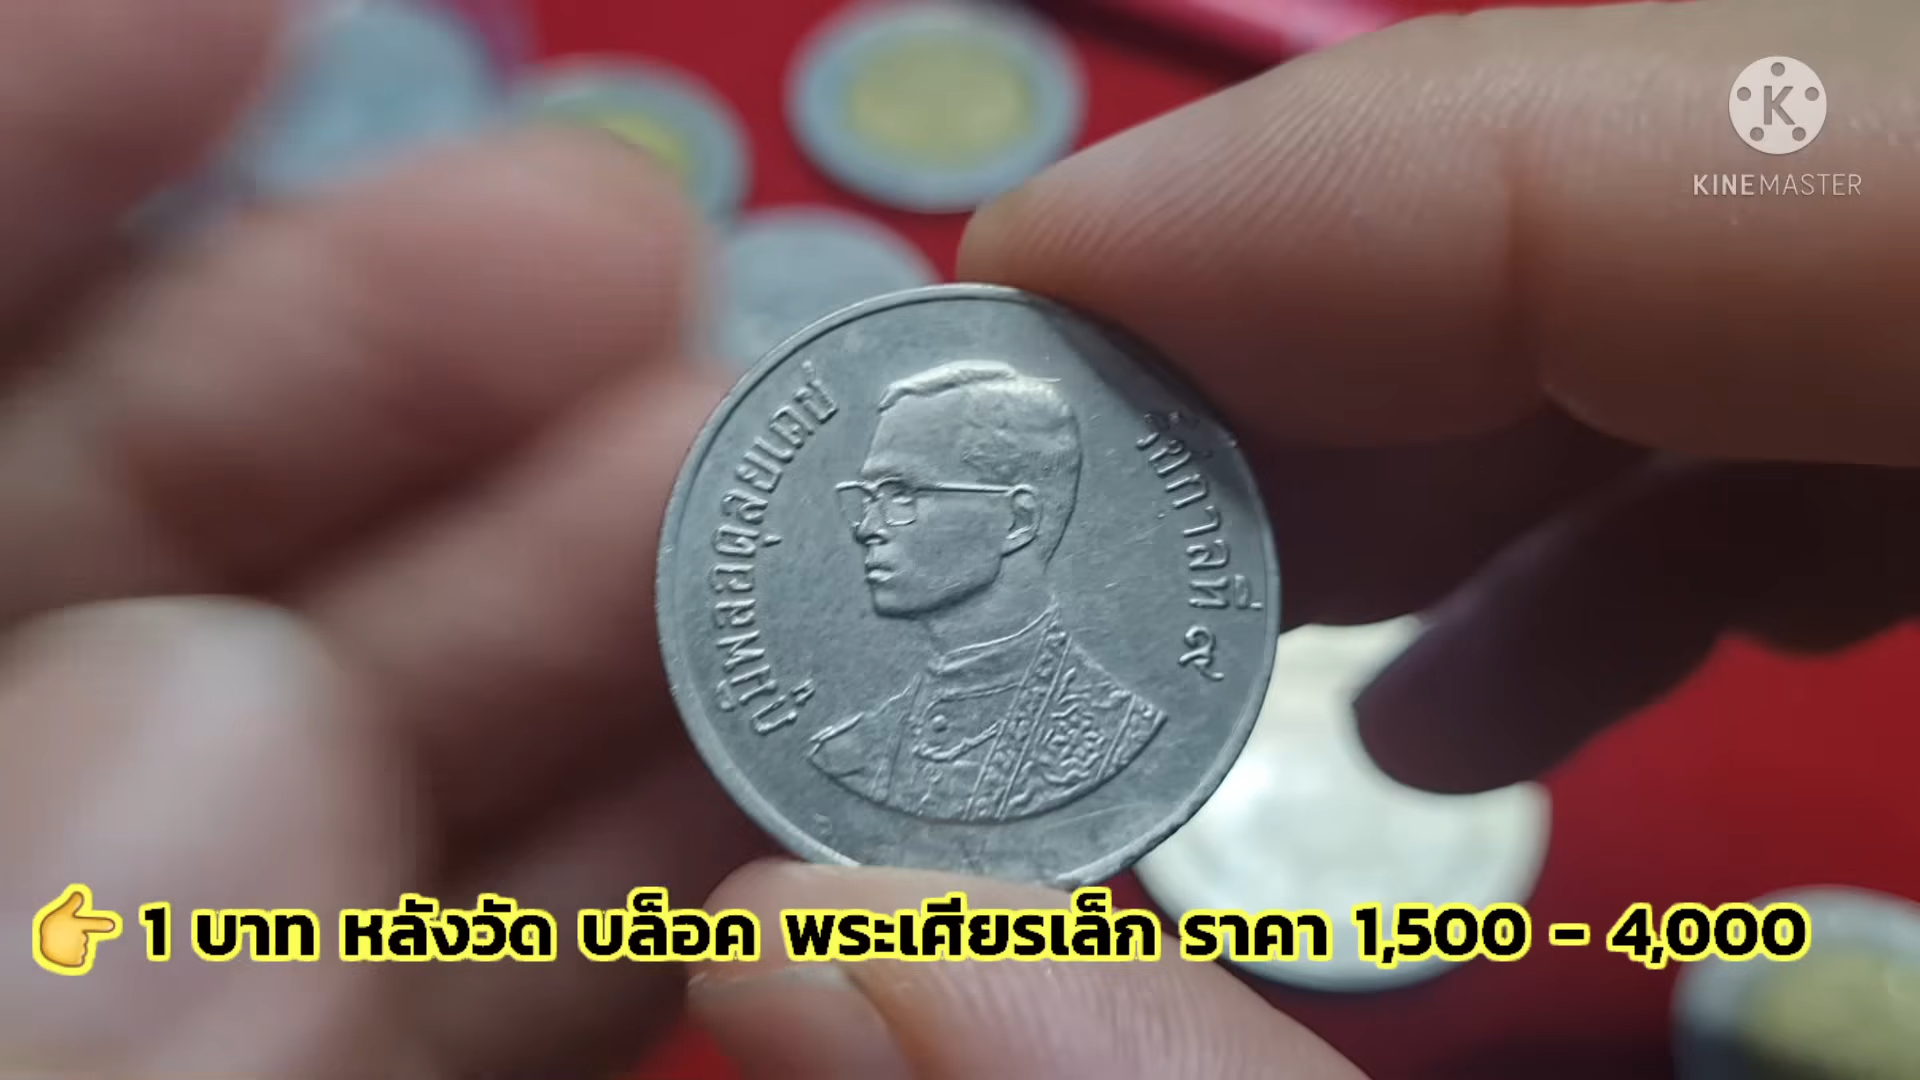 KINEMASTER
ภูมิพลอดุลยเดช
รัชกาลที่ ๙
👉 1 บาท หลังวัด บล็อค พระเศียรเล็ก ราคา 1,500 - 4,000